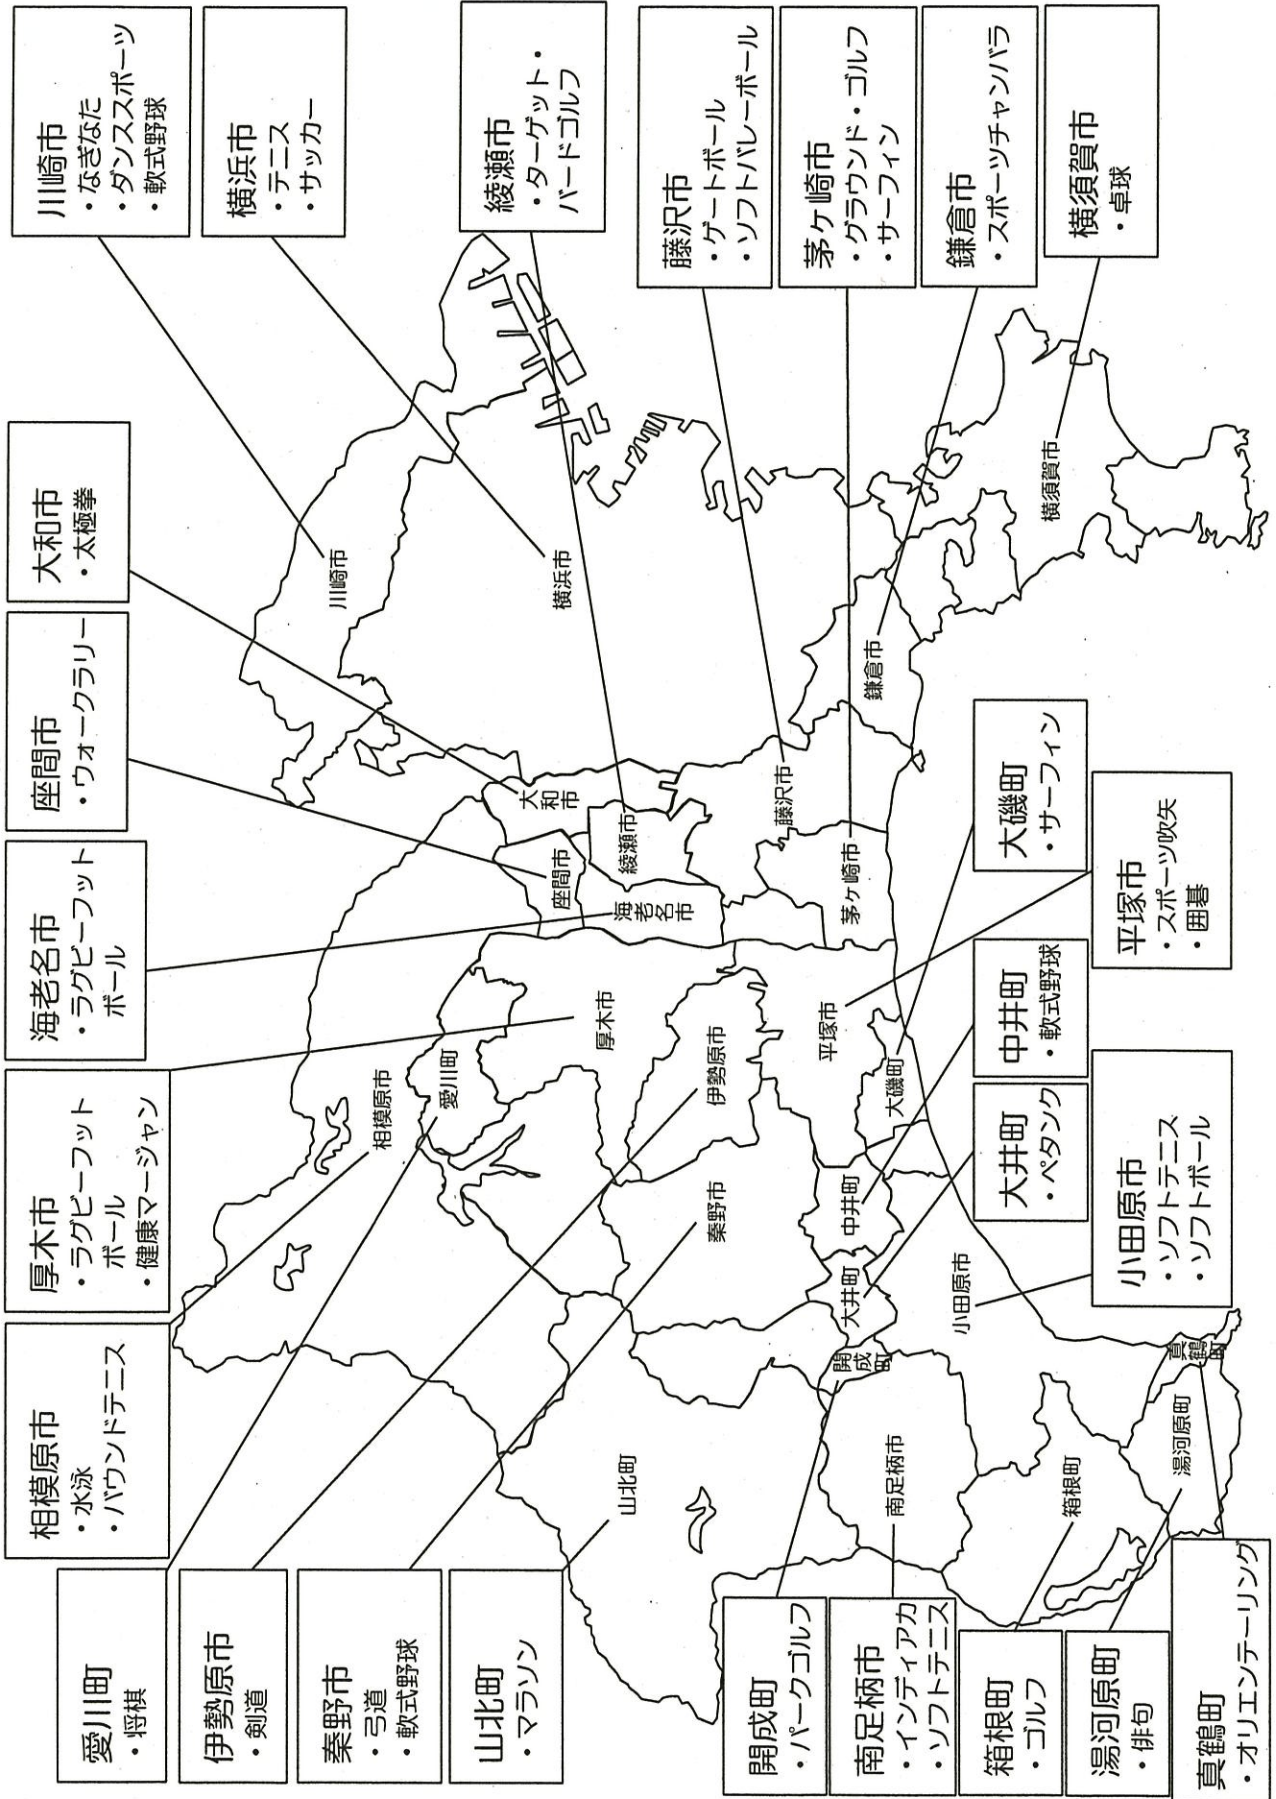 相模原市
・水泳
・バウンドテニス
厚木市
・ラグビーフット
ボール
・健康マージャン
海老名市
・ラグビーフット
ボール
座間市
・ウォークラリー
大和市
・太極拳
川崎市
・なぎなた
・ダンススポーツ
・軟式野球
横浜市
・テニス
・サッカー
綾瀬市
・ターゲット・
バードゴルフ
藤沢市
・ゲートボール
・ソフトバレーボール
茅ヶ崎市
・グラウンド・ゴルフ
・サーフィン
鎌倉市
・スポーツチャンバラ
横須賀市
・卓球
愛川町
・将棋
伊勢原市
・剣道
秦野市
・弓道
・軟式野球
山北町
・マラソン
開成町
・パークゴルフ
南足柄市
・インディアカ
・ソフトテニス
箱根町
・ゴルフ
湯河原町
・俳句
真鶴町
・オリエンテーリング
小田原市
・ソフトテニス
・ソフトボール
大井町
・ペタンク
中井町
・軟式野球
平塚市
・スポーツ吹矢
・囲碁
大磯町
・サーフィン
川崎市
横浜市
相模原市
愛川町
厚木市
座間市
大和
市
綾瀬市
海老名市
伊勢原市
秦野市
山北町
藤沢市
茅ヶ崎市
平塚市
大磯町
中井町
大井町
開成町
南足柄市
小田原市
箱根町
湯河原町
真鶴町
鎌倉市
横須賀市